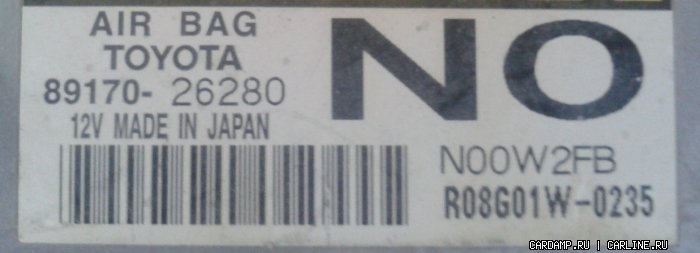 AIR BAG
TOYOTA
89170- 26280
12V MADE IN JAPAN
NO
N00W2FB
R08G01W-0235
CARDAMP.RU | CARLINE.RU